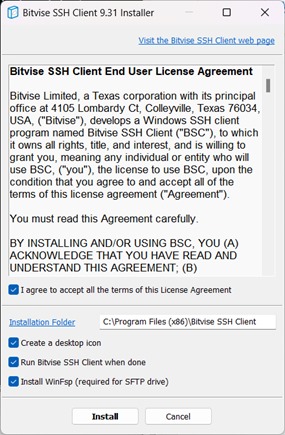 Bitvise SSH Client 9.31 Installer
Visit the Bitvise SSH Client web page
Bitvise SSH Client End User License Agreement
Bitvise Limited, a Texas corporation with its principal
office at 4105 Lombardy Ct, Colleyville, Texas 76034,
USA, ("Bitvise"), develops a Windows SSH client
program named Bitvise SSH Client ("BSC"), to which
it owns all rights, title, and interest, and is willing to
grant you, meaning any individual or entity who will
use BSC, ("you"), the license to use BSC, upon the
condition that you agree to and accept all of the
terms of this license agreement ("Agreement").
You must read this Agreement carefully.
BY INSTALLING AND/OR USING BSC, YOU (A)
ACKNOWLEDGE THAT YOU HAVE READ AND
UNDERSTAND THIS AGREEMENT; (B)
I agree to accept all the terms of this License Agreement
Installation Folder C:\Program Files (x86)\Bitvise SSH Client
Create a desktop icon
Run Bitvise SSH Client when done
Install WinFsp (required for SFTP drive)
Install Cancel